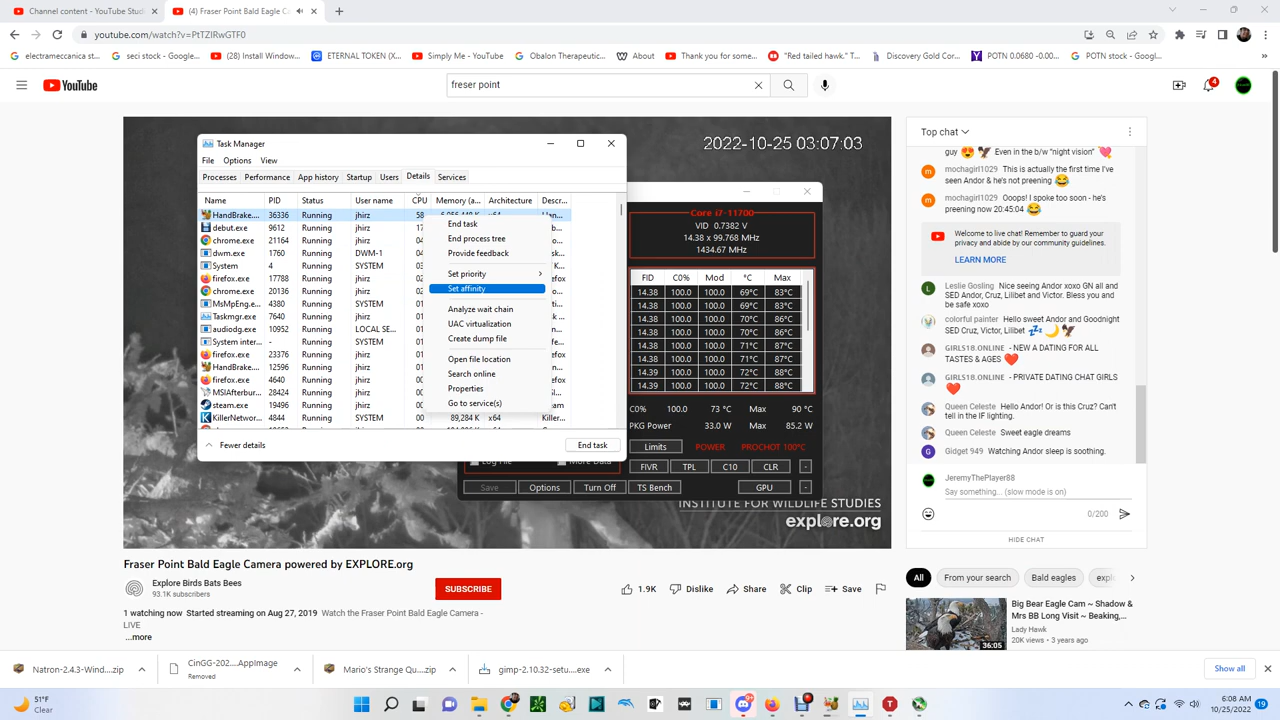 Channel content - YouTube Studi
(4) Fraser Point Bald Eagle C
youtube.com/watch?v=PtTZIRwGTF0
electrameccanica st...
seci stock - Google...
(28) Install Window...
ETERNAL TOKEN (X...
Simply Me - YouTube
Obalon Therapeutic...
About
Thank you for some...
"Red tailed hawk." T...
Discovery Gold Cor...
POTN 0.0680 -0.00...
POTN stock - Googl...
»
YouTube
freser point
4
2022-10-25 03:07:03
Task Manager
File Options View
Processes Performance App history Startup Users Details Services
Name PID Status User name CPU Memory (a... Architecture Descr...
HandBrake.... 36336 Running jhirz 58
debut.exe 9612 Running jhirz 17
chrome.exe 21164 Running jhirz 04
dwm.exe 1760 Running DWM-1 04
System 4 Running SYSTEM 03
firefox.exe 17788 Running jhirz 02
chrome.exe 20136 Running jhirz 01
MsMpEng.e... 4380 Running SYSTEM 01
Taskmgr.exe 7640 Running jhirz 01
audiodg.exe 10952 Running LOCAL SE... 01
System inter... - Running SYSTEM 01
firefox.exe 23376 Running jhirz 01
HandBrake.... 12596 Running jhirz 01
firefox.exe 4640 Running jhirz 01
MSIAfterbur... 28424 Running jhirz 01
steam.exe 19496 Running jhirz 01
KillerNetwor... 4844 Running SYSTEM 00 89,284 K x64 Killer...
End task
End process tree
Provide feedback
Set priority
Set affinity
Analyze wait chain
UAC virtualization
Create dump file
Open file location
Search online
Properties
Go to service(s)
Fewer details
End task
Core i7-11700
VID 0.7382 V
14.38 x 99.768 MHz
1434.67 MHz
FID C0% Mod °C Max
14.38 100.0 100.0 69°C 83°C
14.38 100.0 100.0 69°C 83°C
14.38 100.0 100.0 70°C 86°C
14.38 100.0 100.0 70°C 86°C
14.38 100.0 100.0 71°C 87°C
14.38 100.0 100.0 71°C 87°C
14.39 100.0 100.0 72°C 88°C
14.39 100.0 100.0 72°C 88°C
C0% 100.0 73 °C Max 90 °C
PKG Power 33.0 W Max 85.2 W
Limits POWER PROCHOT 100°C
FIVR TPL C10 CLR -
Log File More Data
Save Options Turn Off TS Bench GPU -
INSTITUTE FOR WILDLIFE STUDIES
explore.org
Top chat
guy Even in the b/w "night vision"
mochagirl1029 This is actually the first time I've
seen Andor & he's not preening
mochagirl1029 Ooops! I spoke too soon - he's
preening now 20:45:04
Welcome to live chat! Remember to guard your
privacy and abide by our community guidelines.
LEARN MORE
Leslie Gosling Nice seeing Andor xoxo GN all and
SED Andor, Cruz, Lilibet and Victor. Bless you and
be safe xoxo
colorful painter Hello sweet Andor and Goodnight
SED Cruz, Victor, Lilibet
GIRLS18.ONLINE - NEW A DATING FOR ALL
TASTES & AGES
GIRLS18.ONLINE - PRIVATE DATING CHAT GIRLS
Queen Celeste Hello Andor! Or is this Cruz? Can't
tell in the IF lighting.
Queen Celeste Sweet eagle dreams
Gidget 949 Watching Andor sleep is soothing.
JeremyThePlayer88
Say something... (slow mode is on)
0/200
HIDE CHAT
Fraser Point Bald Eagle Camera powered by EXPLORE.org
Explore Birds Bats Bees
93.1K subscribers
SUBSCRIBE
1.9K Dislike Share Clip Save
1 watching now Started streaming on Aug 27, 2019 Watch the Fraser Point Bald Eagle Camera -
LIVE
...more
All From your search Bald eagles explo
Big Bear Eagle Cam ~ Shadow &
Mrs BB Long Visit ~ Beaking,...
Lady Hawk
20K views • 3 years ago
36:05
Natron-2.4.3-Wind....zip
CinGG-202....AppImage
Removed
Mario's Strange Qu....zip
gimp-2.10.32-setu....exe
Show all
51°F
Clear
9+
6:08 AM
10/25/2022
19